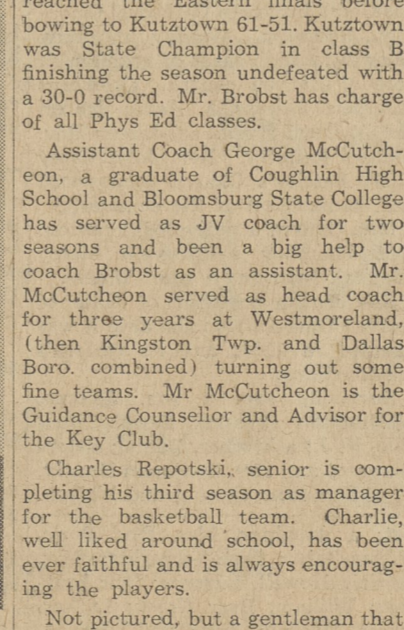 reached the Eastern finals before
bowing to Kutztown 61-51. Kutztown
was State Champion in class B
finishing the season undefeated with
a 30-0 record. Mr. Brobst has charge
of all Phys Ed classes.
Assistant Coach George McCutch-
eon, a graduate of Coughlin High
School and Bloomsburg State College
has served as JV coach for two
seasons and been a big help to
coach Brobst as an assistant. Mr.
McCutcheon served as head coach
for three years at Westmoreland,
(then Kingston Twp. and Dallas
Boro. combined) turning out some
fine teams. Mr McCutcheon is the
Guidance Counsellor and Advisor for
the Key Club.
Charles Repotski, senior is com-
pleting his third season as manager
for the basketball team. Charlie,
well liked around school, has been
ever faithful and is always encourag-
ing the players.
Not pictured, but a gentleman that